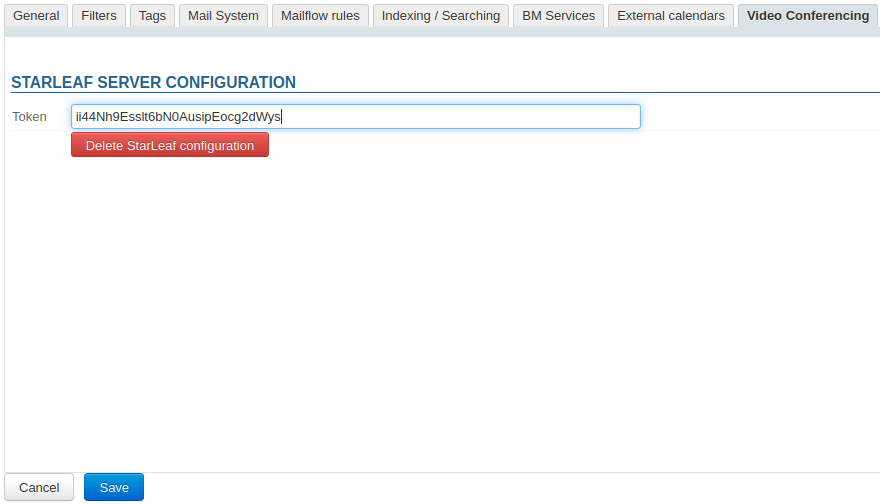 General Filters Tags Mail System Mailflow rules Indexing / Searching BM Services External calendars Video Conferencing
STARLEAF SERVER CONFIGURATION
Token ii44Nh9Esslt6bN0AusipEocg2dWys
Delete StarLeaf configuration
Cancel Save